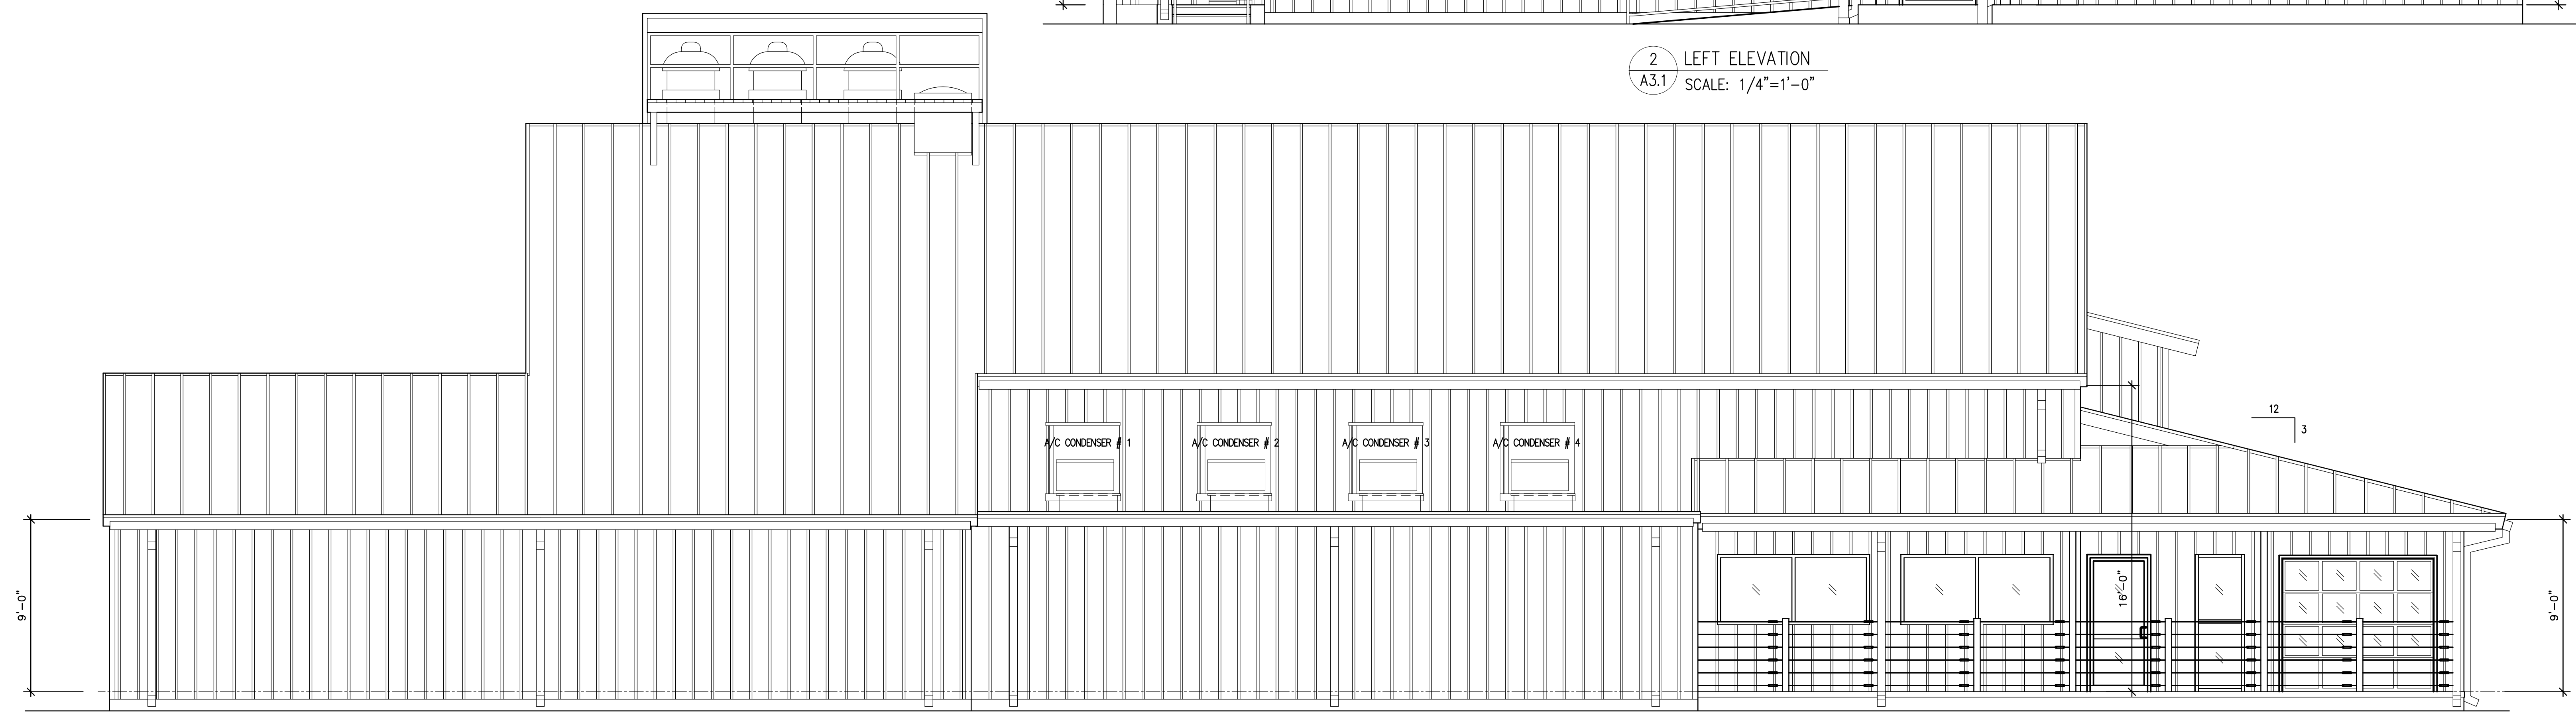 2 LEFT ELEVATION
A3.1 SCALE: 1/4"=1'-0"
12
3
A/C CONDENSER # 1
A/C CONDENSER # 2
A/C CONDENSER # 3
A/C CONDENSER # 4
9'-0"
16'-0"
9'-0"